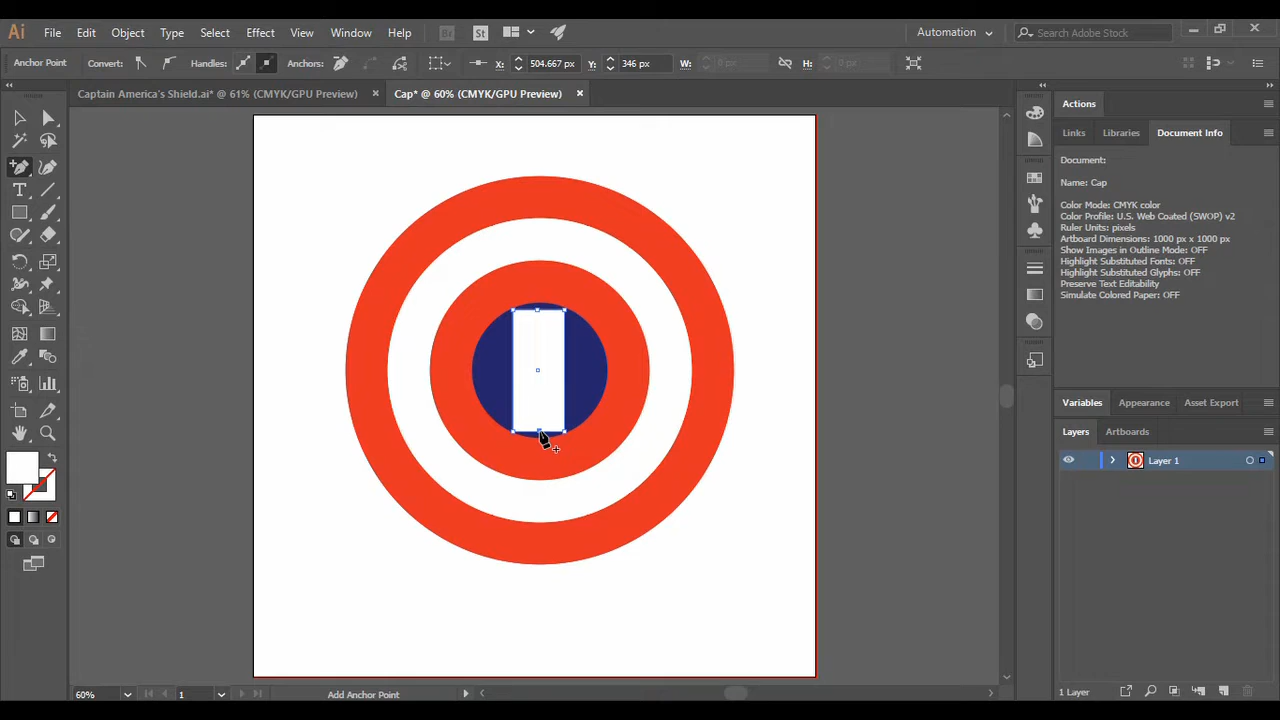 Ai File Edit Object Type Select Effect View Window Help Br St Automation Search Adobe Stock
Anchor Point Convert: Handles: Anchors: X: 504.667 px Y: 346 px W: 0 px H: 0 px
Captain America's Shield.ai* @ 61% (CMYK/GPU Preview) × Cap* @ 60% (CMYK/GPU Preview) ×
Actions
Links Libraries Document Info
Document:
Name: Cap
Color Mode: CMYK color
Color Profile: U.S. Web Coated (SWOP) v2
Ruler Units: pixels
Artboard Dimensions: 1000 px x 1000 px
Show Images in Outline Mode: OFF
Highlight Substituted Fonts: OFF
Highlight Substituted Glyphs: OFF
Preserve Text Editability
Simulate Colored Paper: OFF
Variables Appearance Asset Export
Layers Artboards
Layer 1
60% 1 Add Anchor Point
1 Layer